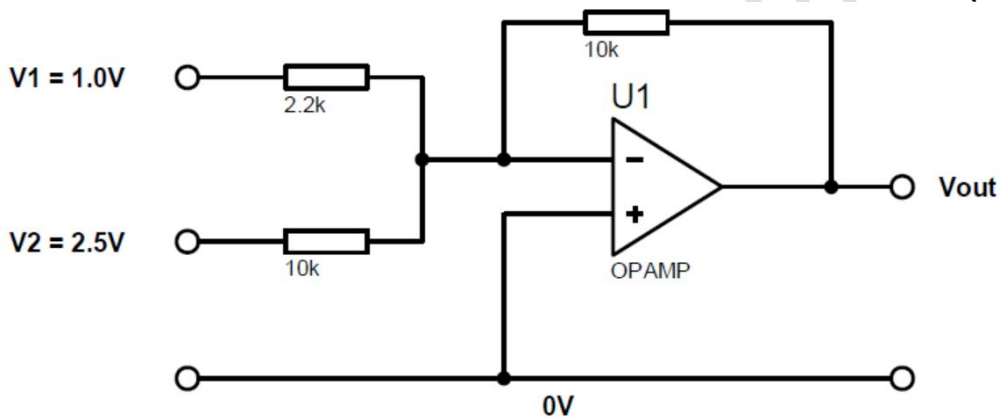 10k
V1 = 1.0V
2.2k
U1
Vout
V2 = 2.5V
10k
OPAMP
0V